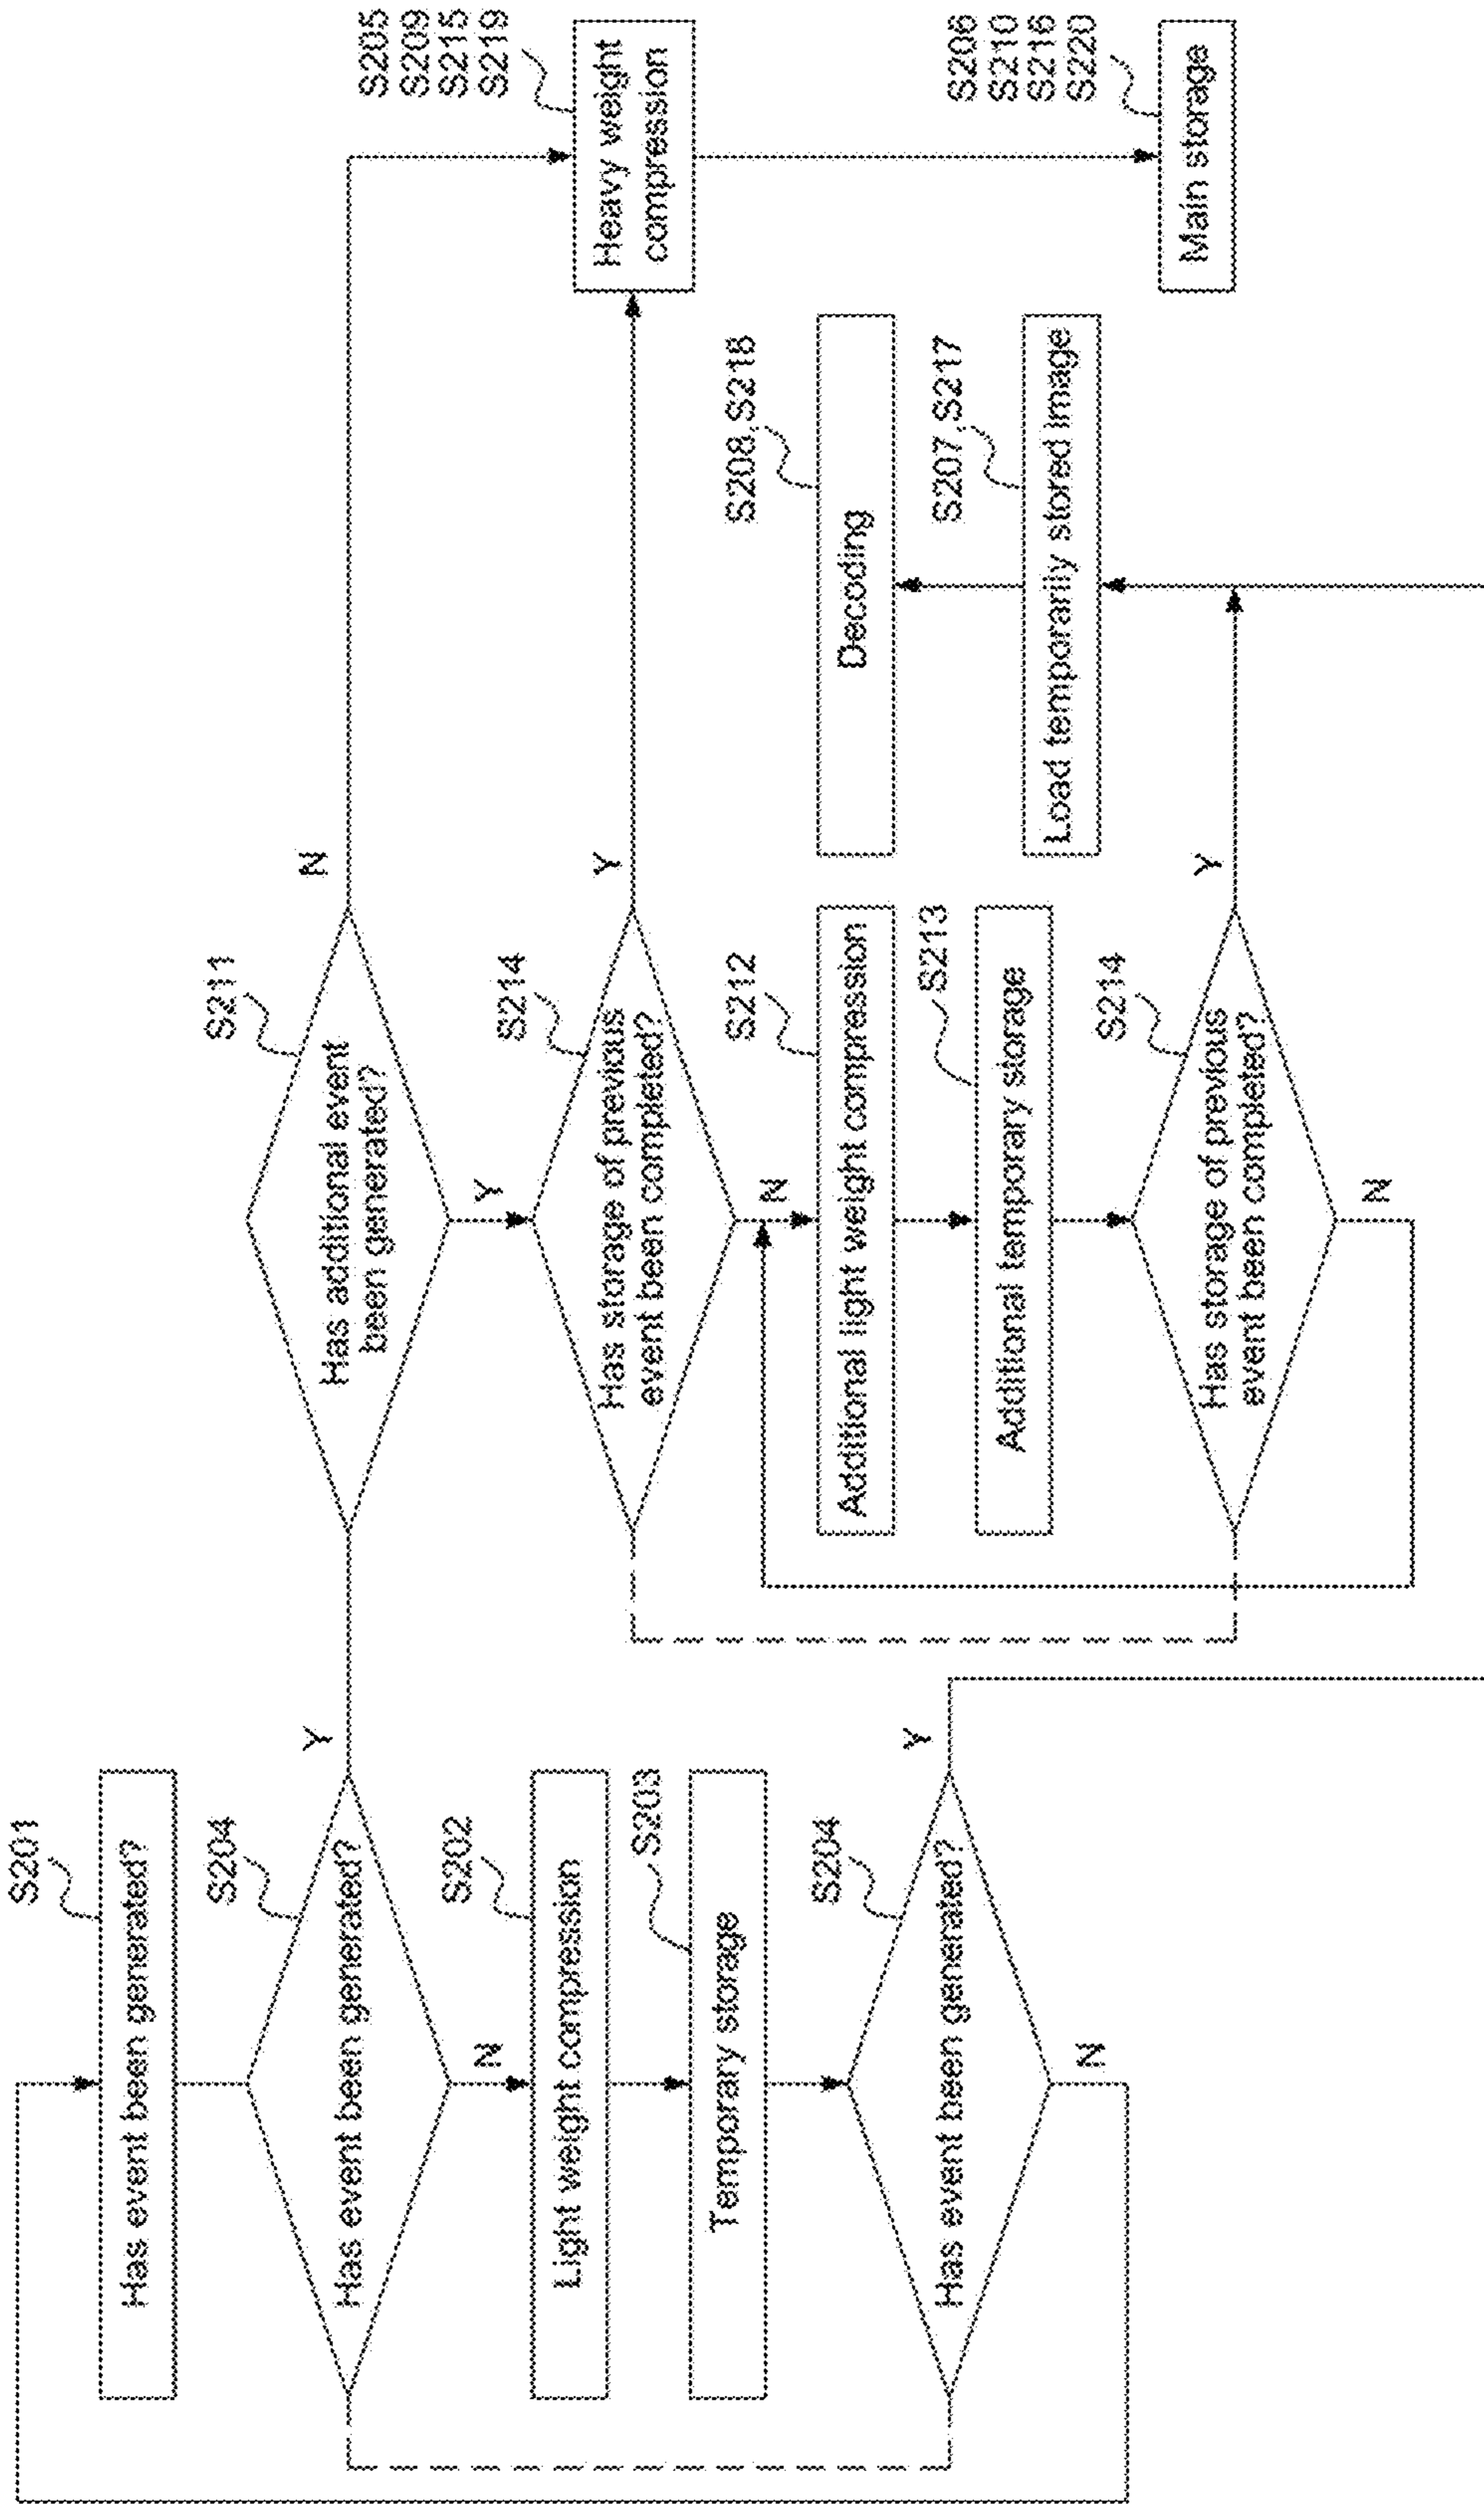 S201
Has event been generated?
S204
Has event been generated?
Y
N
S202
Light weight compression
S203
Temporary storage
S204
Has event been generated?
Y
N
S211
Has additional event
been generated?
N
Y
S214
Has storage of previous
event been completed?
Y
N
S212
Additional light weight compression
S213
Additional temporary storage
S214
Has storage of previous
event been completed?
Y
N
S208,S218
Decoding
S207,S217
Load temporarily stored image
S205
S209
S215
S219
Heavy weight
compression
S206
S210
S216
S220
Main storage